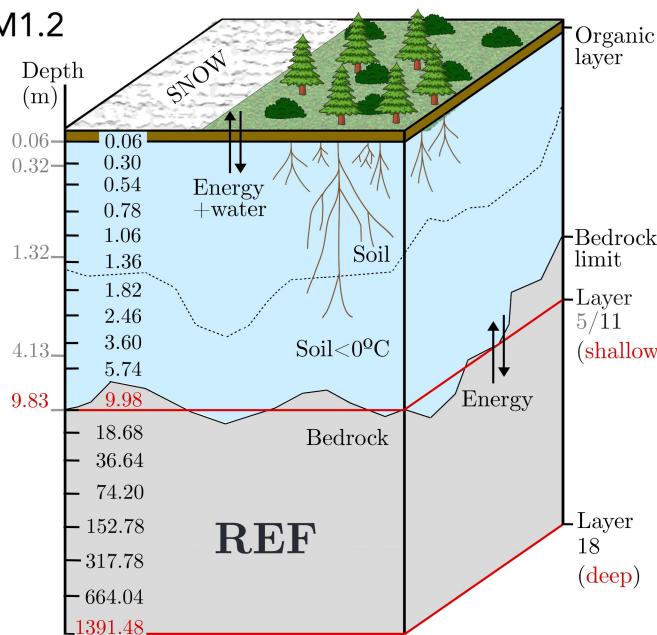 M1.2
Depth
(m)
SNOW
Organic
layer
0.06
0.06
0.32
0.30
0.54
0.78
1.06
1.32
1.36
1.82
2.46
3.60
4.13
5.74
9.83
9.98
18.68
36.64
74.20
152.78
317.78
664.04
1391.48
Energy
+water
Soil
Soil<0ºC
Bedrock
REF
Energy
Bedrock
limit
Layer
5/11
(shallow
Layer
18
(deep)